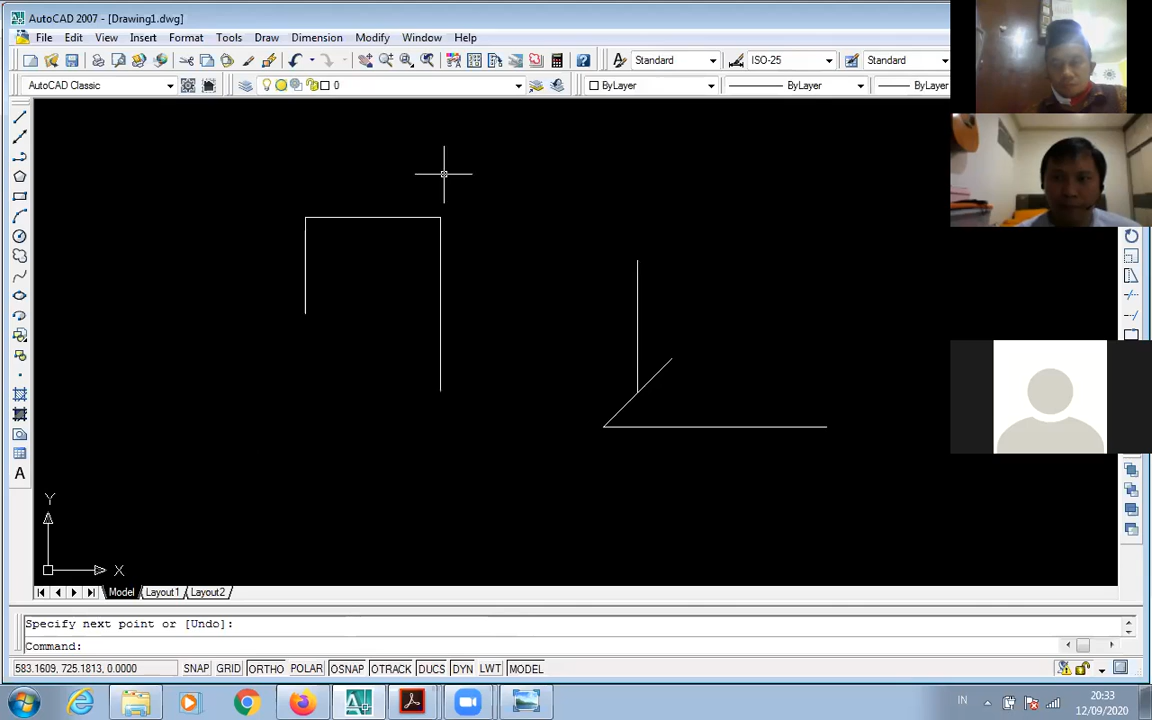 AutoCAD 2007 - [Drawing1.dwg]
File Edit View Insert Format Tools Draw Dimension Modify Window Help
Standard ISO-25 Standard
AutoCAD Classic 0 ByLayer ByLayer ByLayer
A
Y
X
Model Layout1 Layout2
Specify next point or [Undo]:
Command:
583.1609, 725.1813, 0.0000 SNAP GRID ORTHO POLAR OSNAP OTRACK DUCS DYN LWT MODEL
IN 20:33
12/09/2020